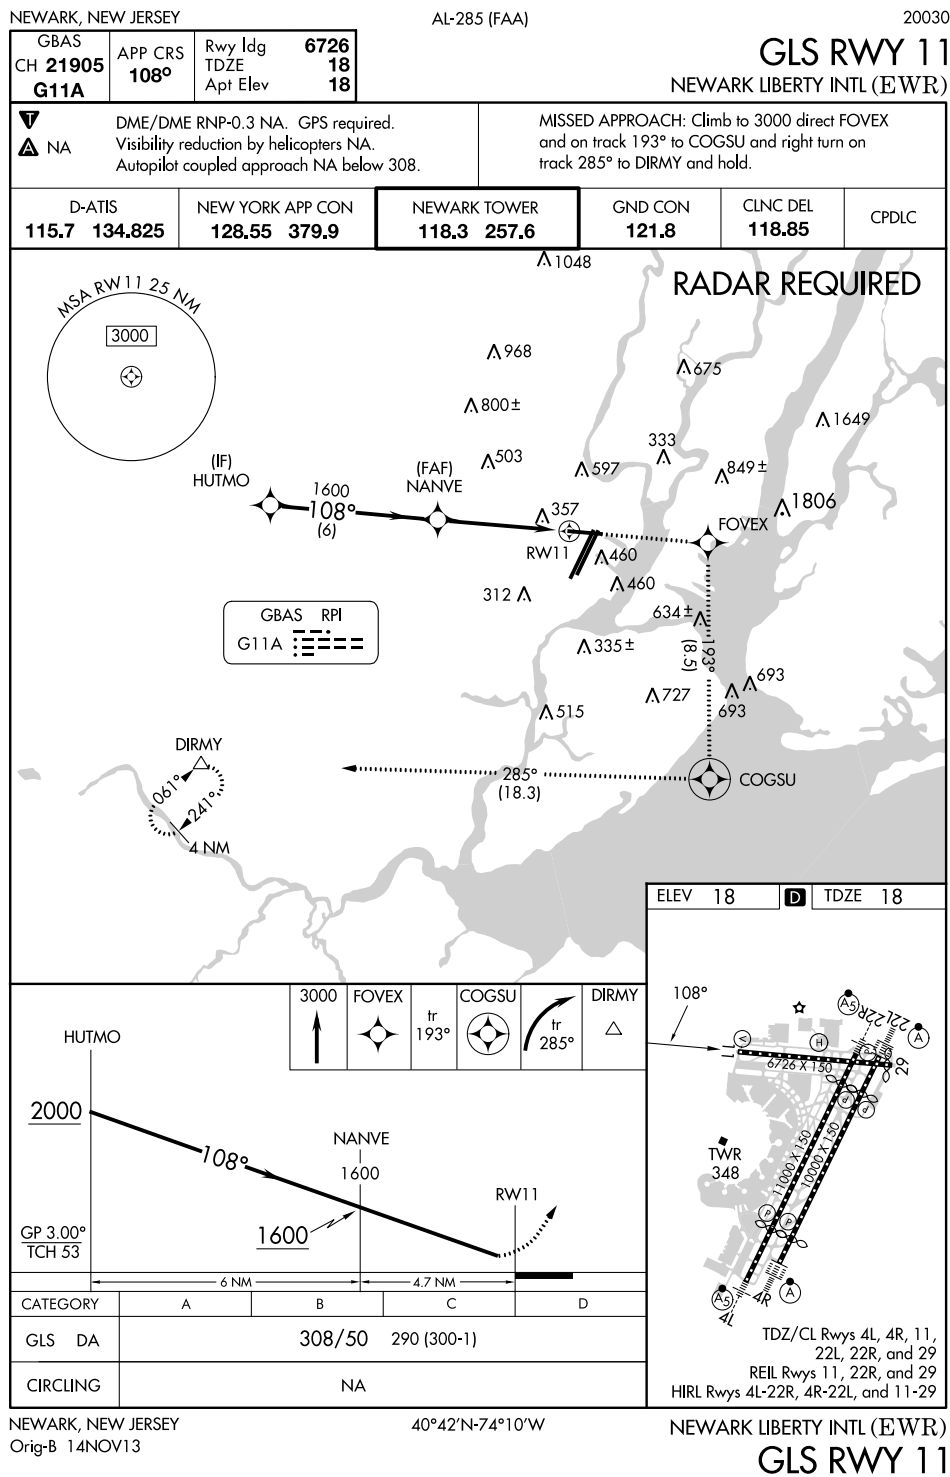 NEWARK, NEW JERSEY
AL-285 (FAA)
20030
GBAS
CH 21905
G11A
APP CRS
108°
Rwy ldg 6726
TDZE 18
Apt Elev 18
GLS RWY 11
NEWARK LIBERTY INTL (EWR)
T
A NA
DME/DME RNP-0.3 NA. GPS required.
Visibility reduction by helicopters NA.
Autopilot coupled approach NA below 308.
MISSED APPROACH: Climb to 3000 direct FOVEX
and on track 193° to COGSU and right turn on
track 285° to DIRMY and hold.
D-ATIS
115.7 134.825
NEW YORK APP CON
128.55 379.9
NEWARK TOWER
118.3 257.6
GND CON
121.8
CLNC DEL
118.85
CPDLC
RADAR REQUIRED
MSA RW11 25 NM
3000
1048
968
675
800±
1649
333
503
597
849±
1806
(IF)
HUTMO
1600
108°
(6)
(FAF)
NANVE
357
RW11
FOVEX
460
460
312
634±
GBAS RPI
G11A
335±
193°
(8.5)
693
693
727
515
DIRMY
061°
241°
4 NM
285°
(18.3)
COGSU
ELEV 18
D
TDZE 18
108°
A5
22R
22L
A
V
H
P
11
29
6726 X 150
P
P
11000 X 150
10000 X 150
TWR
348
P
P
A5
4L
4R
A
TDZ/CL Rwys 4L, 4R, 11,
22L, 22R, and 29
REIL Rwys 11, 22R, and 29
HIRL Rwys 4L-22R, 4R-22L, and 11-29
3000
FOVEX
tr
193°
COGSU
tr
285°
DIRMY
HUTMO
2000
108°
NANVE
1600
1600
RW11
GP 3.00°
TCH 53
6 NM
4.7 NM
CATEGORY A B C D
GLS DA 308/50 290 (300-1)
CIRCLING NA
NEWARK, NEW JERSEY
Orig-B 14NOV13
40°42'N-74°10'W
NEWARK LIBERTY INTL (EWR)
GLS RWY 11